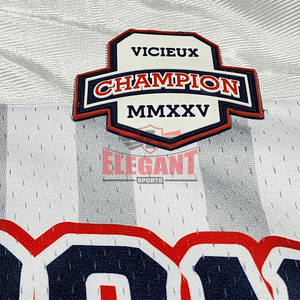 VICIEUX
CHAMPION
MMXXV
ELEGANT
SPORTS